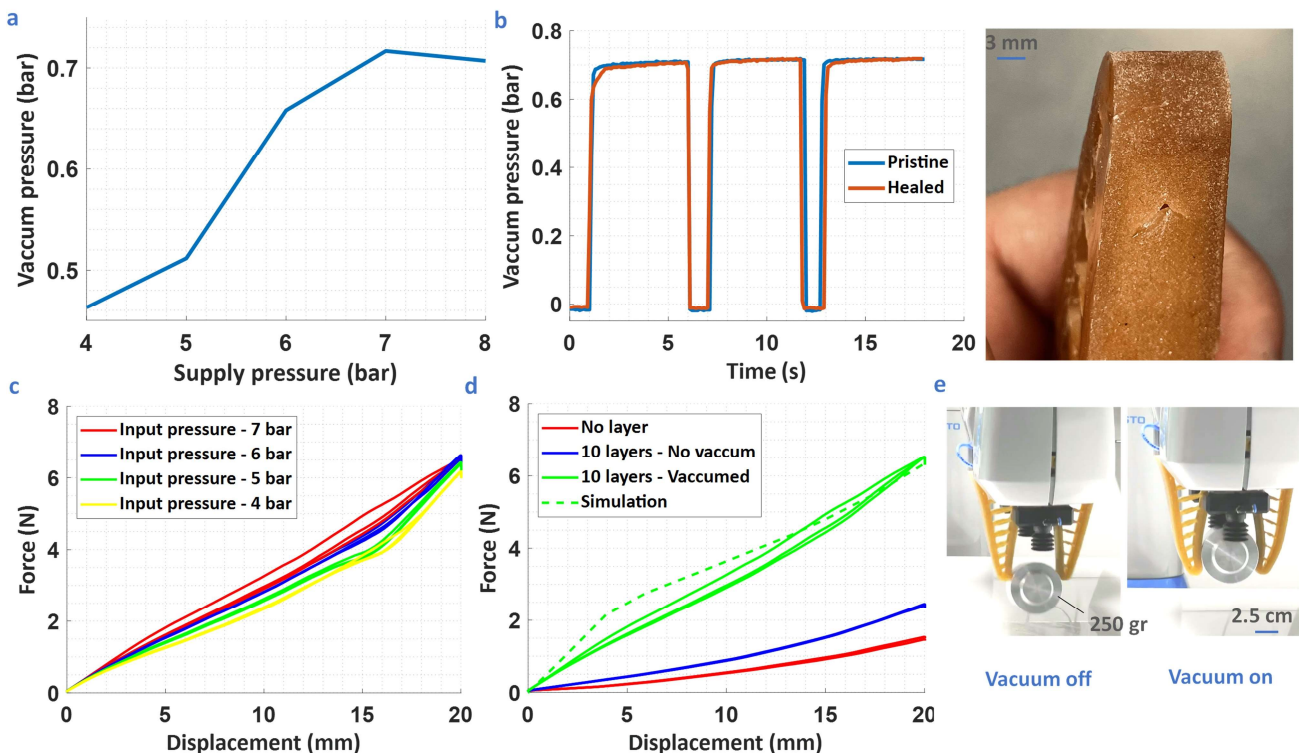 a
Vaccum pressure (bar)
0.7
0.6
0.5
4 5 6 7 8
Supply pressure (bar)
b
Vaccum pressure (bar)
0.8
0.6
0.4
0.2
0
0 5 10 15 20
Time (s)
Pristine
Healed
3 mm
c
Force (N)
8
6
4
2
0
0 5 10 15 20
Displacement (mm)
Input pressure - 7 bar
Input pressure - 6 bar
Input pressure - 5 bar
Input pressure - 4 bar
d
Force (N)
8
6
4
2
0
0 5 10 15 20
Displacement (mm)
No layer
10 layers - No vaccum
10 layers - Vaccumed
Simulation
e
STO
STO
250 gr
2.5 cm
Vacuum off
Vacuum on